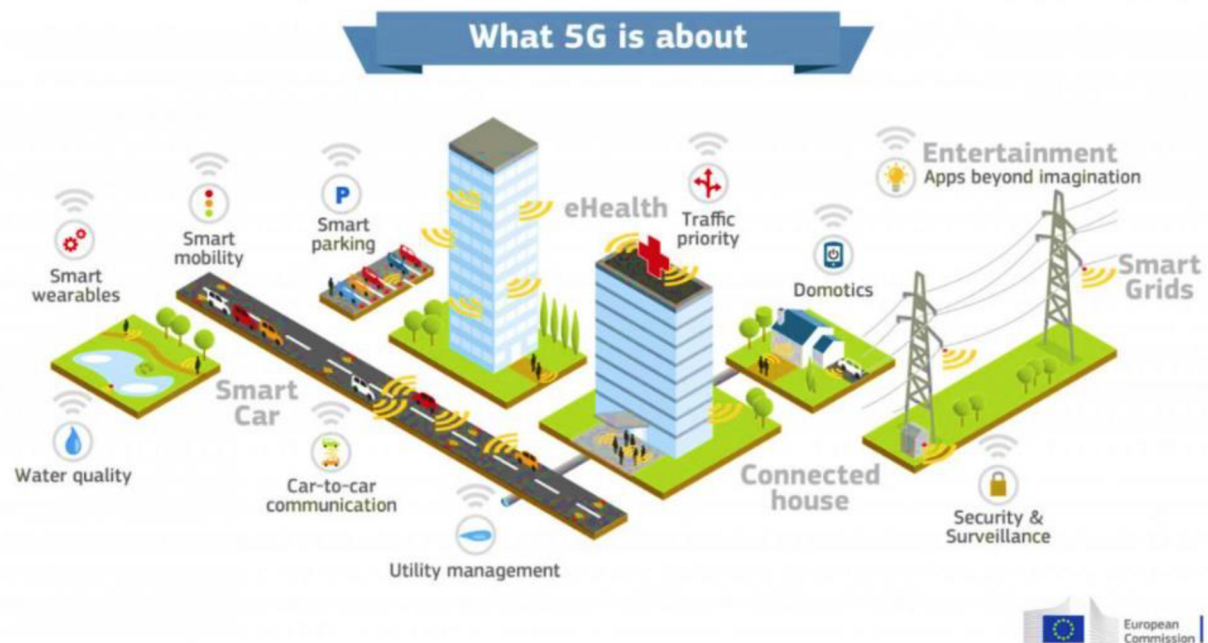 What 5G is about
Entertainment
Apps beyond imagination
P
Smart
parking
eHealth
Traffic
priority
Smart
mobility
Smart
wearables
Domotics
Smart
Grids
Smart
Car
Water quality
Car-to-car
communication
Connected
house
Security &
Surveillance
Utility management
European
Commission